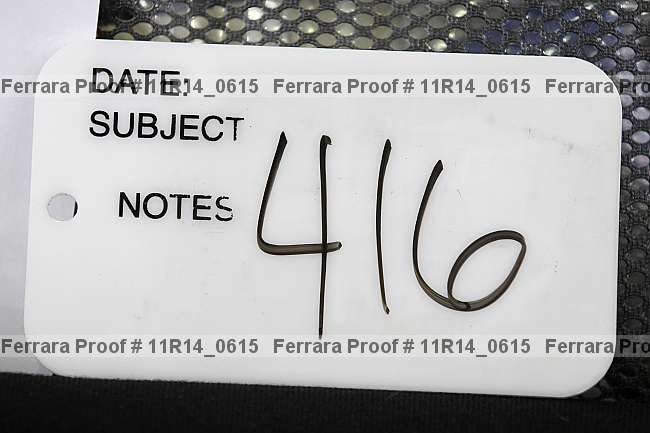 DATE:
Ferrara Proof # 11R14_0615 Ferrara Proof # 11R14_0615 Ferrara Proof
SUBJECT
416
NOTES
Ferrara Proof # 11R14_0615 Ferrara Proof # 11R14_0615 Ferrara Proof